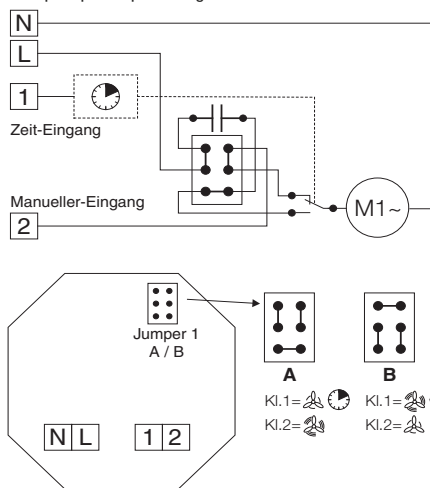 N
L
1
Zeit-Eingang
Manueller-Eingang
2
M1~
Jumper 1
A / B
N L 1 2
A B
Kl.1= Kl.1=
Kl.2= Kl.2=